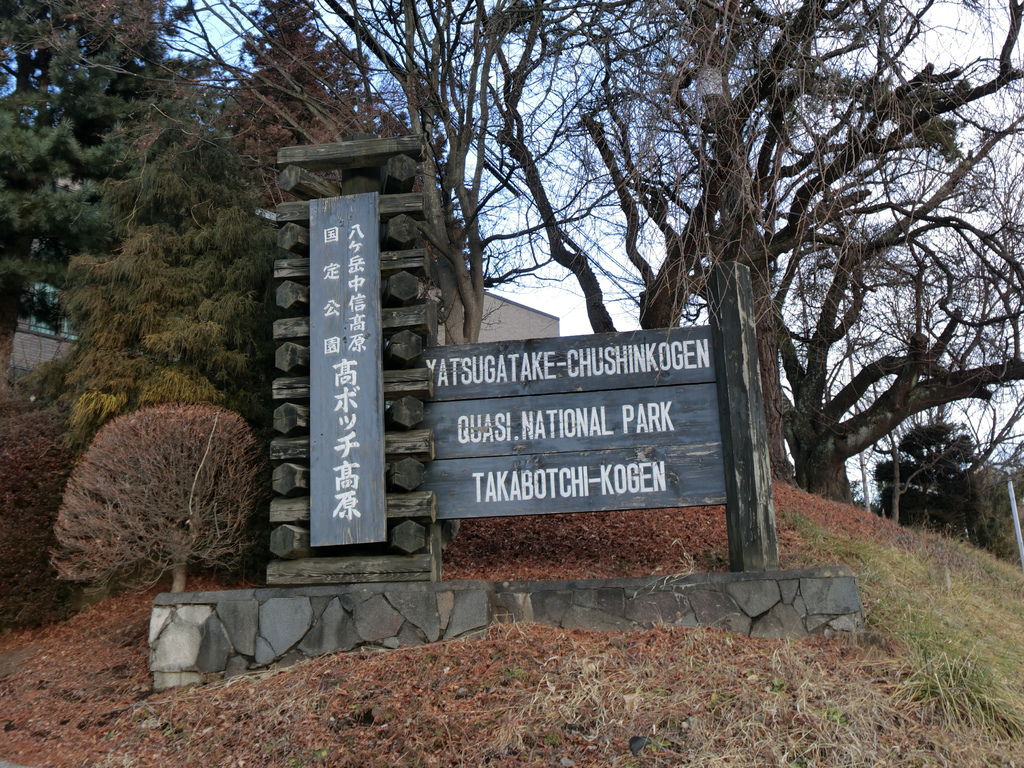 八ヶ岳中信高原
国定公園
高ボッチ高原
YATSUGATAKE-CHUSHINKOGEN
QUASI.NATIONAL PARK
TAKABOTCHI-KOGEN